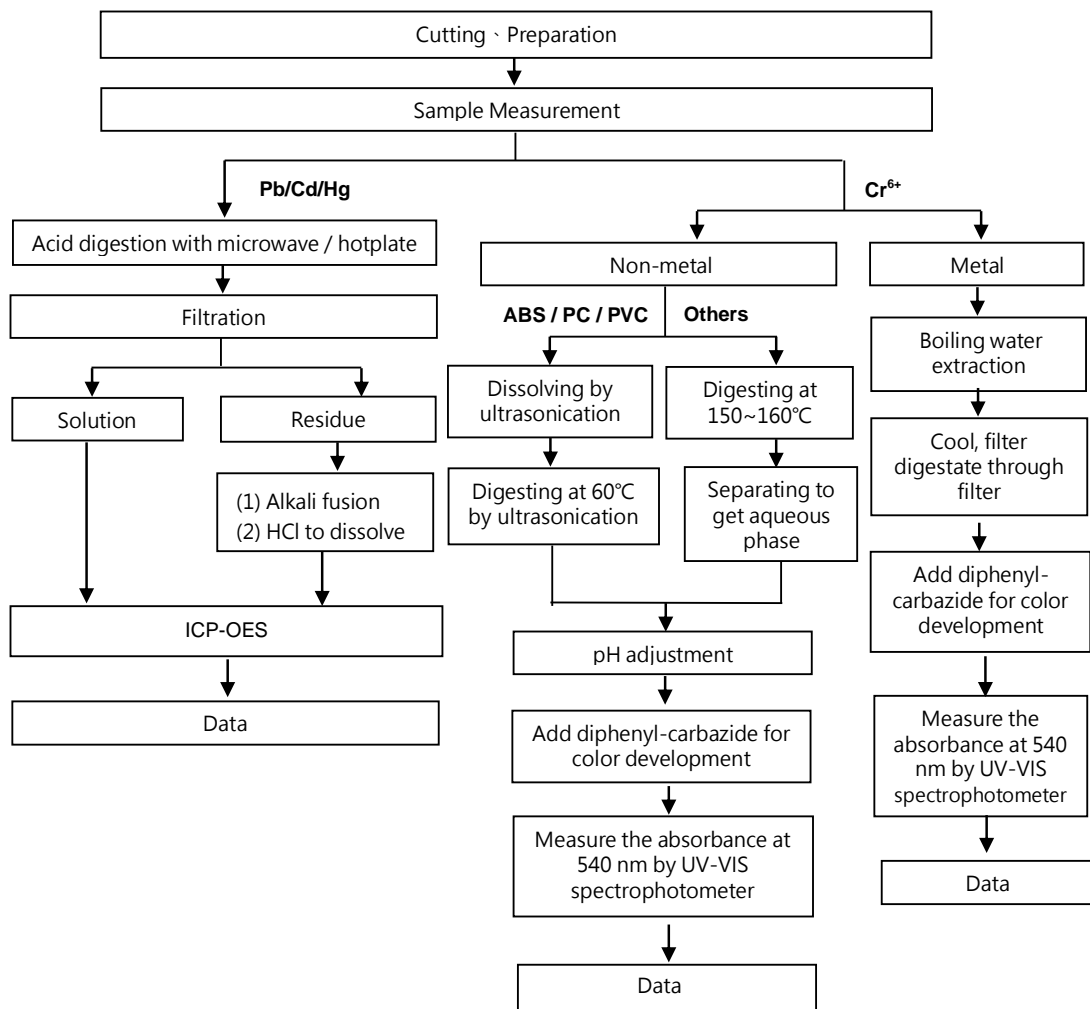 Cutting、Preparation
Sample Measurement
Pb/Cd/Hg
Acid digestion with microwave / hotplate
Filtration
Solution
Residue
(1) Alkali fusion
(2) HCl to dissolve
ICP-OES
Data
Cr⁶⁺
Non-metal
ABS / PC / PVC
Others
Dissolving by
ultrasonication
Digesting at 60℃
by ultrasonication
Digesting at
150~160℃
Separating to
get aqueous
phase
pH adjustment
Add diphenyl-carbazide for
color development
Measure the absorbance at
540 nm by UV-VIS
spectrophotometer
Data
Metal
Boiling water
extraction
Cool, filter
digestate through
filter
Add diphenyl-
carbazide for color
development
Measure the
absorbance at 540
nm by UV-VIS
spectrophotometer
Data